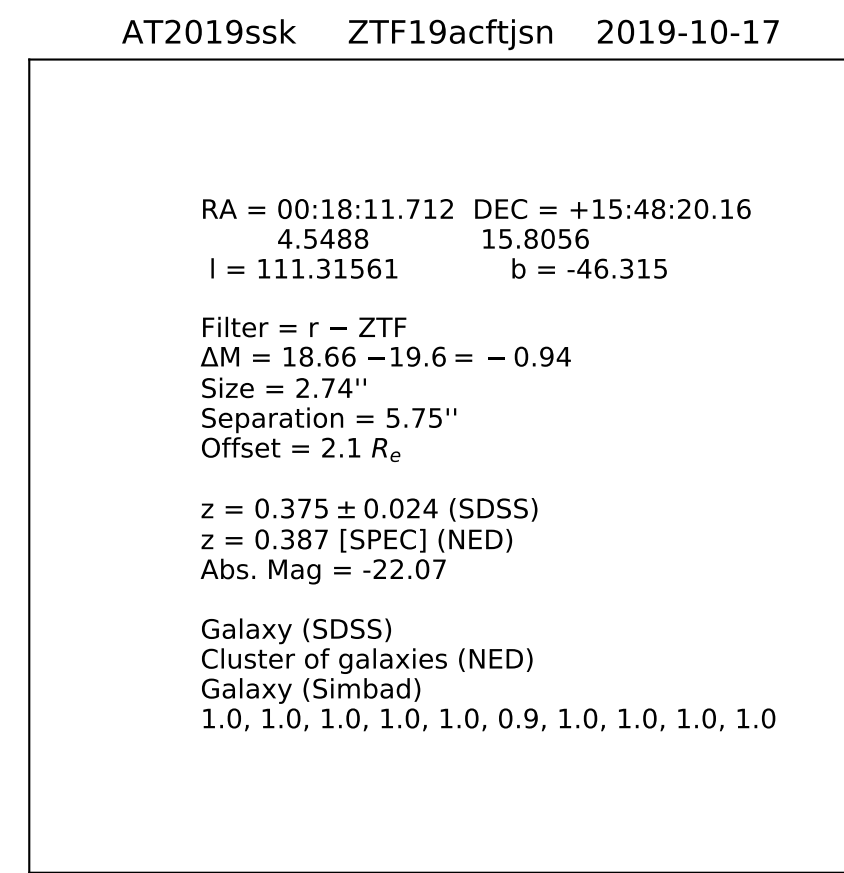 AT2019ssk ZTF19acftjsn 2019-10-17
RA = 00:18:11.712 DEC = +15:48:20.16
4.5488 15.8056
l = 111.31561 b = -46.315
Filter = r − ZTF
ΔM = 18.66 −19.6 = − 0.94
Size = 2.74''
Separation = 5.75''
Offset = 2.1 Re
z = 0.375 ± 0.024 (SDSS)
z = 0.387 [SPEC] (NED)
Abs. Mag = -22.07
Galaxy (SDSS)
Cluster of galaxies (NED)
Galaxy (Simbad)
1.0, 1.0, 1.0, 1.0, 1.0, 0.9, 1.0, 1.0, 1.0, 1.0